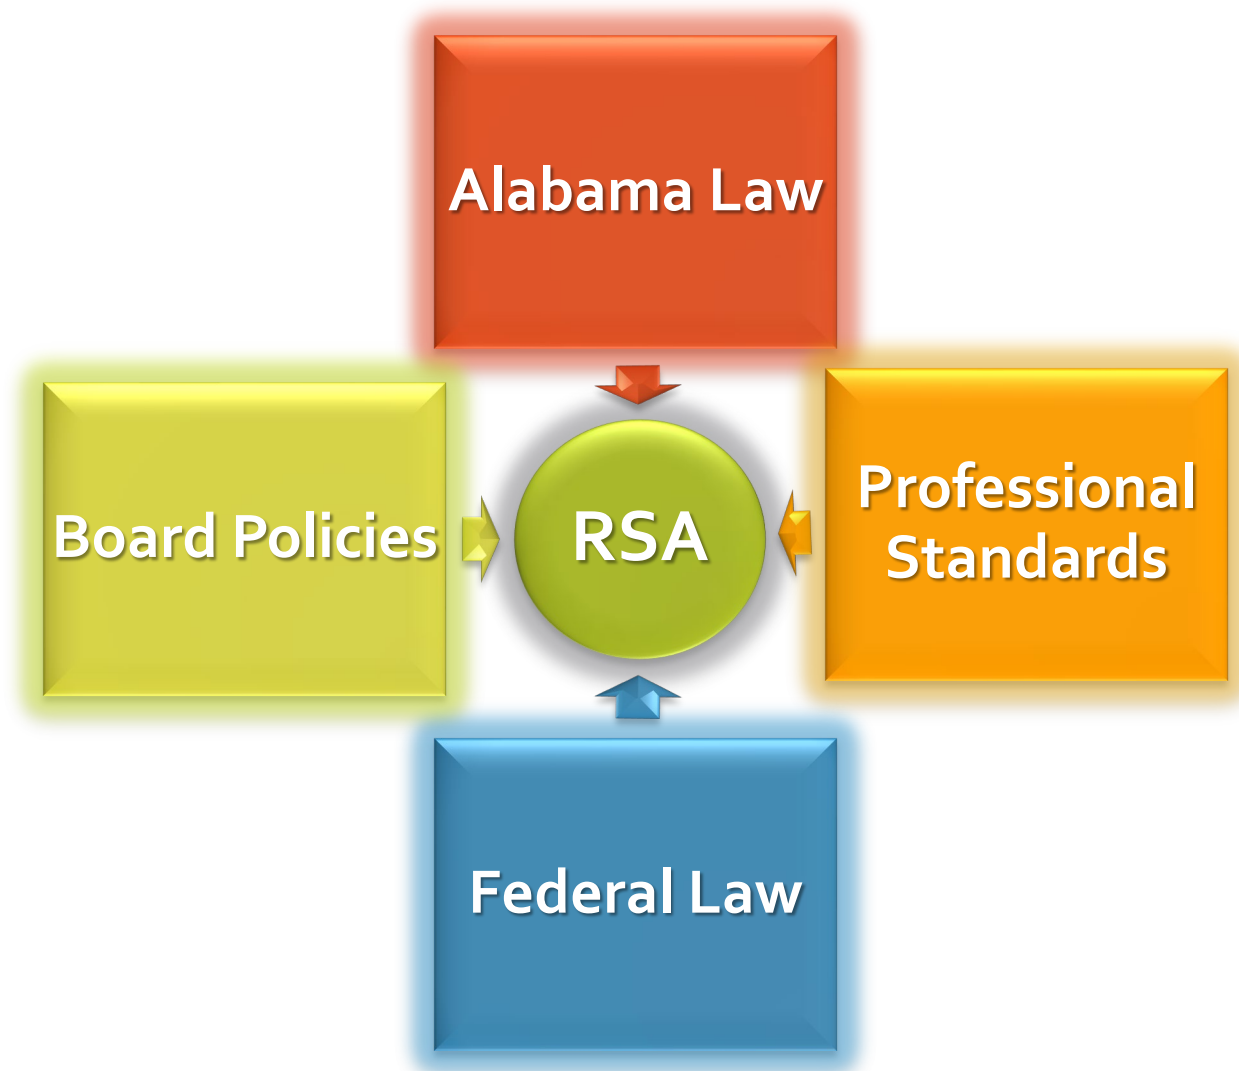 Alabama Law
Board Policies
RSA
Professional
Standards
Federal Law